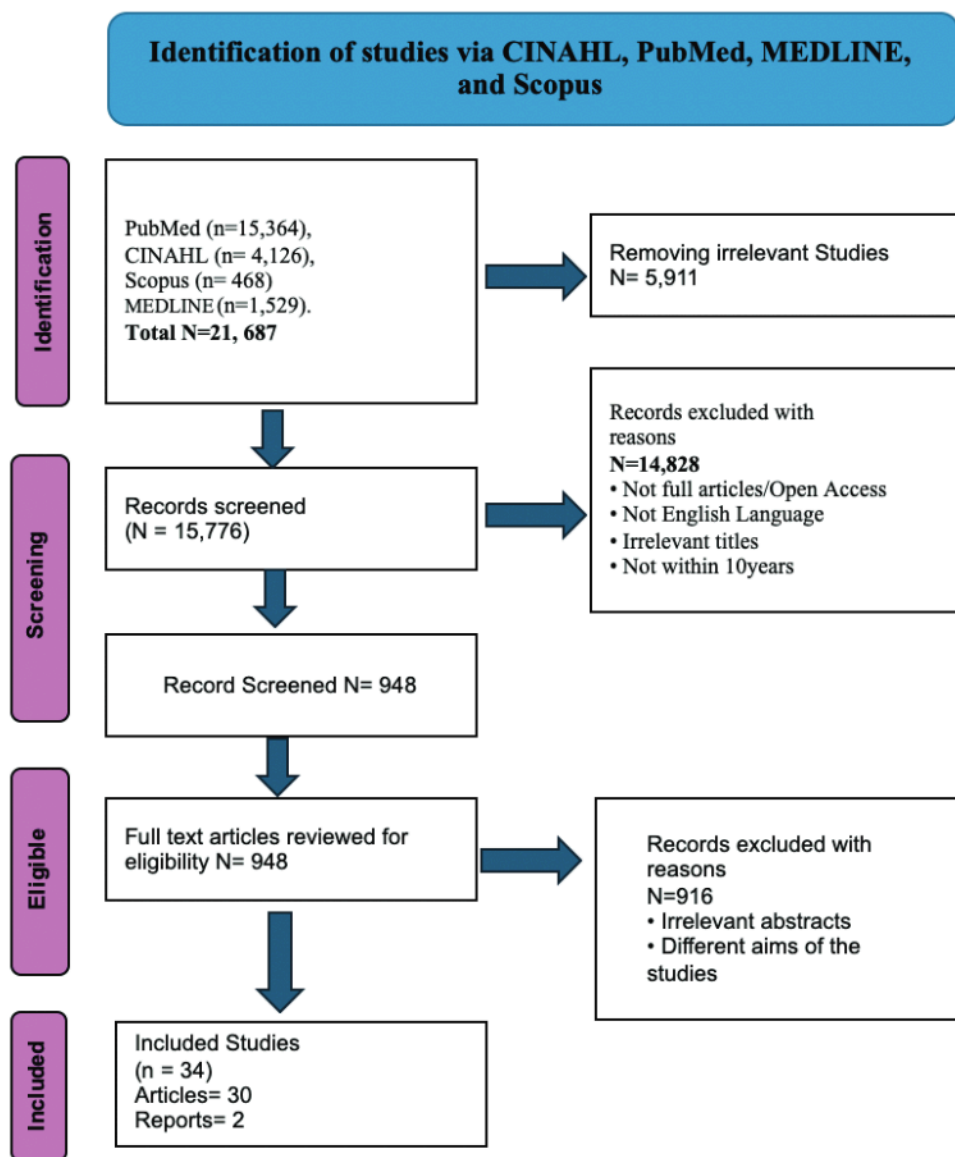 Identification of studies via CINAHL, PubMed, MEDLINE,
and Scopus
Identification
PubMed (n=15,364),
CINAHL (n= 4,126),
Scopus (n= 468)
MEDLINE (n=1,529).
Total N=21, 687
Removing irrelevant Studies
N= 5,911
Screening
Records screened
(N = 15,776)
Records excluded with
reasons
N=14,828
• Not full articles/Open Access
• Not English Language
• Irrelevant titles
• Not within 10years
Record Screened N= 948
Eligible
Full text articles reviewed for
eligibility N= 948
Records excluded with
reasons
N=916
• Irrelevant abstracts
• Different aims of the
studies
Included
Included Studies
(n = 34)
Articles= 30
Reports= 2